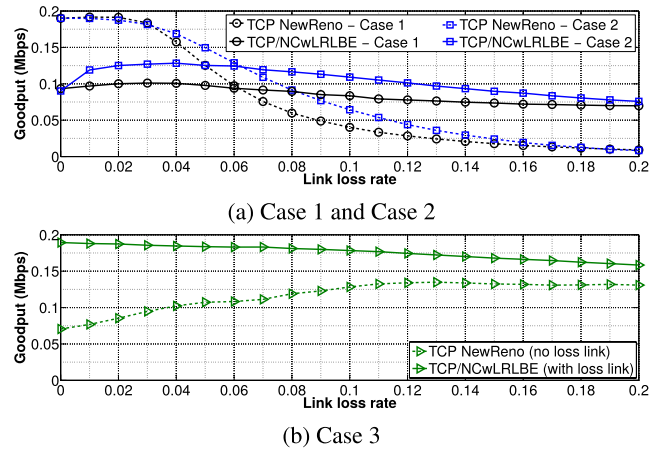 TCP NewReno – Case 1
TCP NewReno – Case 2
TCP/NCwLRLBE – Case 1
TCP/NCwLRLBE – Case 2
Goodput (Mbps)
0.2
0.15
0.1
0.05
0
0 0.02 0.04 0.06 0.08 0.1 0.12 0.14 0.16 0.18 0.2
Link loss rate
(a) Case 1 and Case 2
Goodput (Mbps)
0.2
0.15
0.1
0.05
0
TCP NewReno (no loss link)
TCP/NCwLRLBE (with loss link)
0 0.02 0.04 0.06 0.08 0.1 0.12 0.14 0.16 0.18 0.2
Link loss rate
(b) Case 3